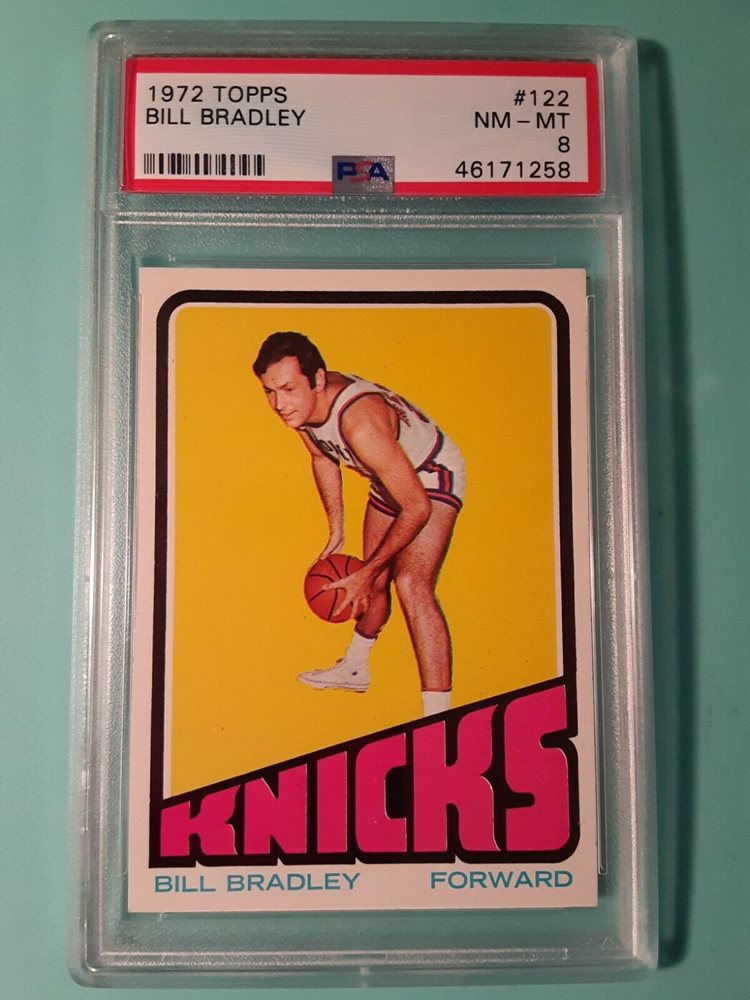 1972 TOPPS #122
BILL BRADLEY NM – MT
8
PSA 46171258
KNICKS
BILL BRADLEY FORWARD